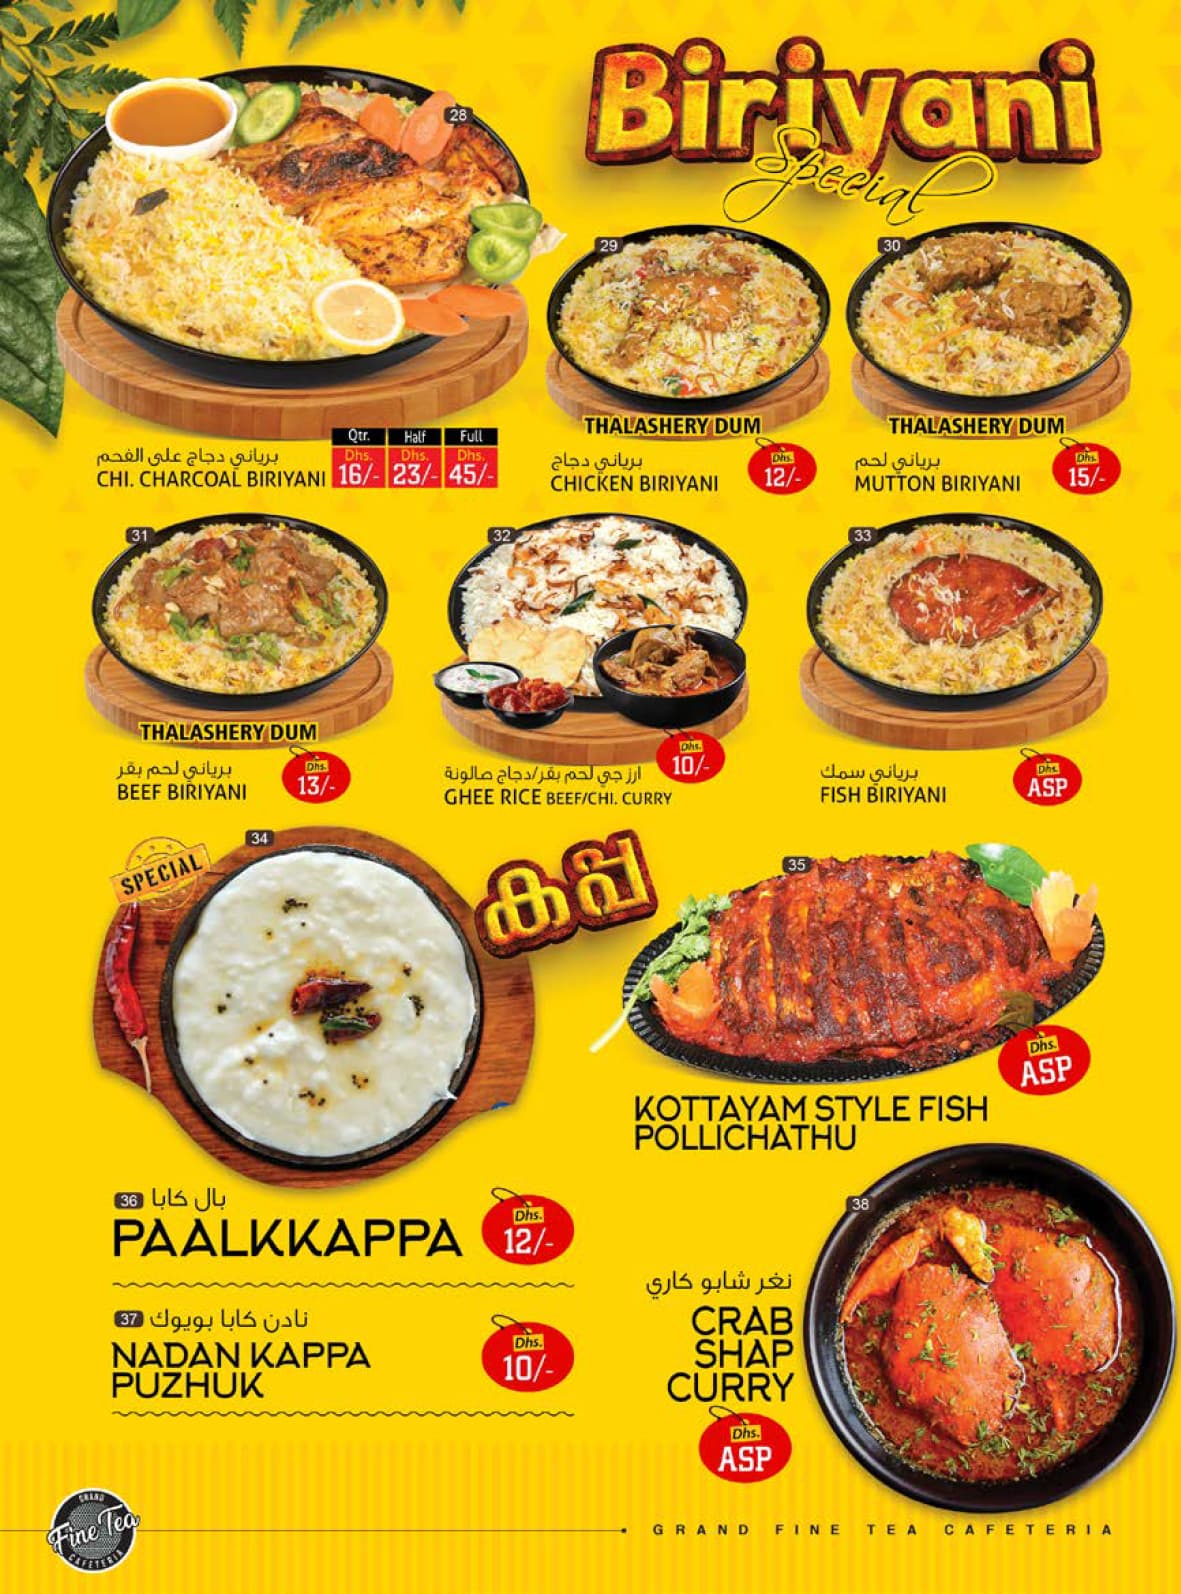 Biriyani
Special
28
29
30
THALASHERY DUM
THALASHERY DUM
برياني دجاج على الفحم
CHI. CHARCOAL BIRIYANI
Qtr. Half Full
Dhs. Dhs. Dhs.
16/- 23/- 45/-
برياني دجاج
CHICKEN BIRIYANI
Dhs.
12/-
برياني لحم
MUTTON BIRIYANI
Dhs.
15/-
31
32
33
THALASHERY DUM
برياني لحم بقر
BEEF BIRIYANI
Dhs.
13/-
ارز جي لحم بقر/دجاج صالونة
GHEE RICE BEEF/CHI. CURRY
Dhs.
10/-
برياني سمك
FISH BIRIYANI
Dhs.
ASP
34
SPECIAL
കപ്പ
35
Dhs.
ASP
KOTTAYAM STYLE FISH
POLLICHATHU
36 بال كابا
PAALKKAPPA
Dhs.
12/-
37 نادن كابا بويوك
NADAN KAPPA
PUZHUK
Dhs.
10/-
38
نغر شابو كاري
CRAB
SHAP
CURRY
Dhs.
ASP
GRAND
Fine Tea
CAFETERIA
GRAND FINE TEA CAFETERIA